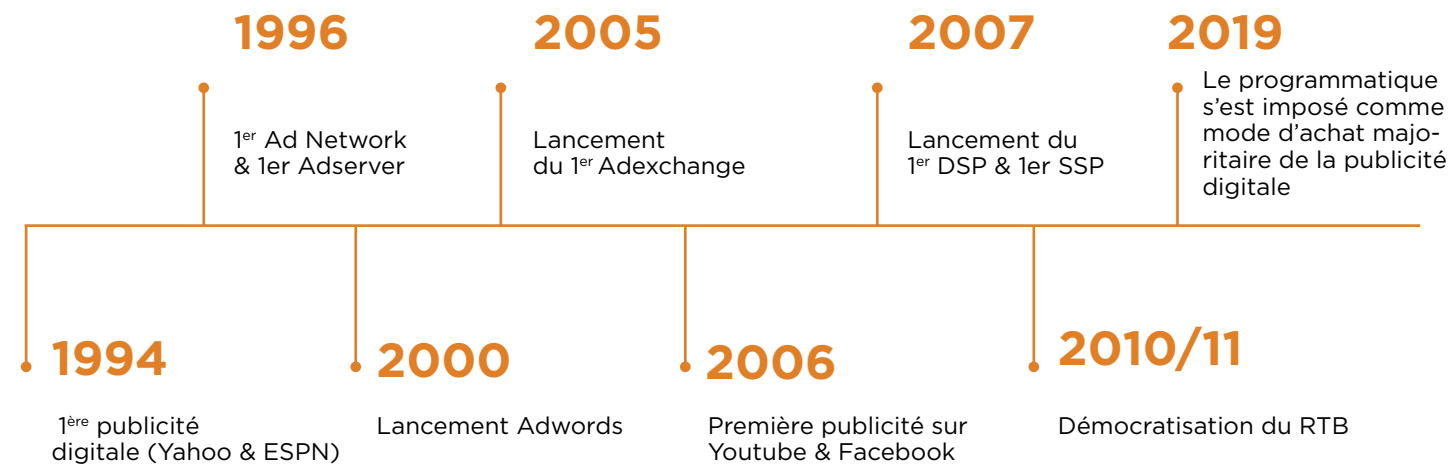 1996
1er Ad Network
& 1er Adserver
2005
Lancement
du 1er Adexchange
2007
Lancement du
1er DSP & 1er SSP
2019
Le programmatique
s’est imposé comme
mode d’achat majo-
ritaire de la publicité
digitale
1994
1ère publicité
digitale (Yahoo & ESPN)
2000
Lancement Adwords
2006
Première publicité sur
Youtube & Facebook
2010/11
Démocratisation du RTB